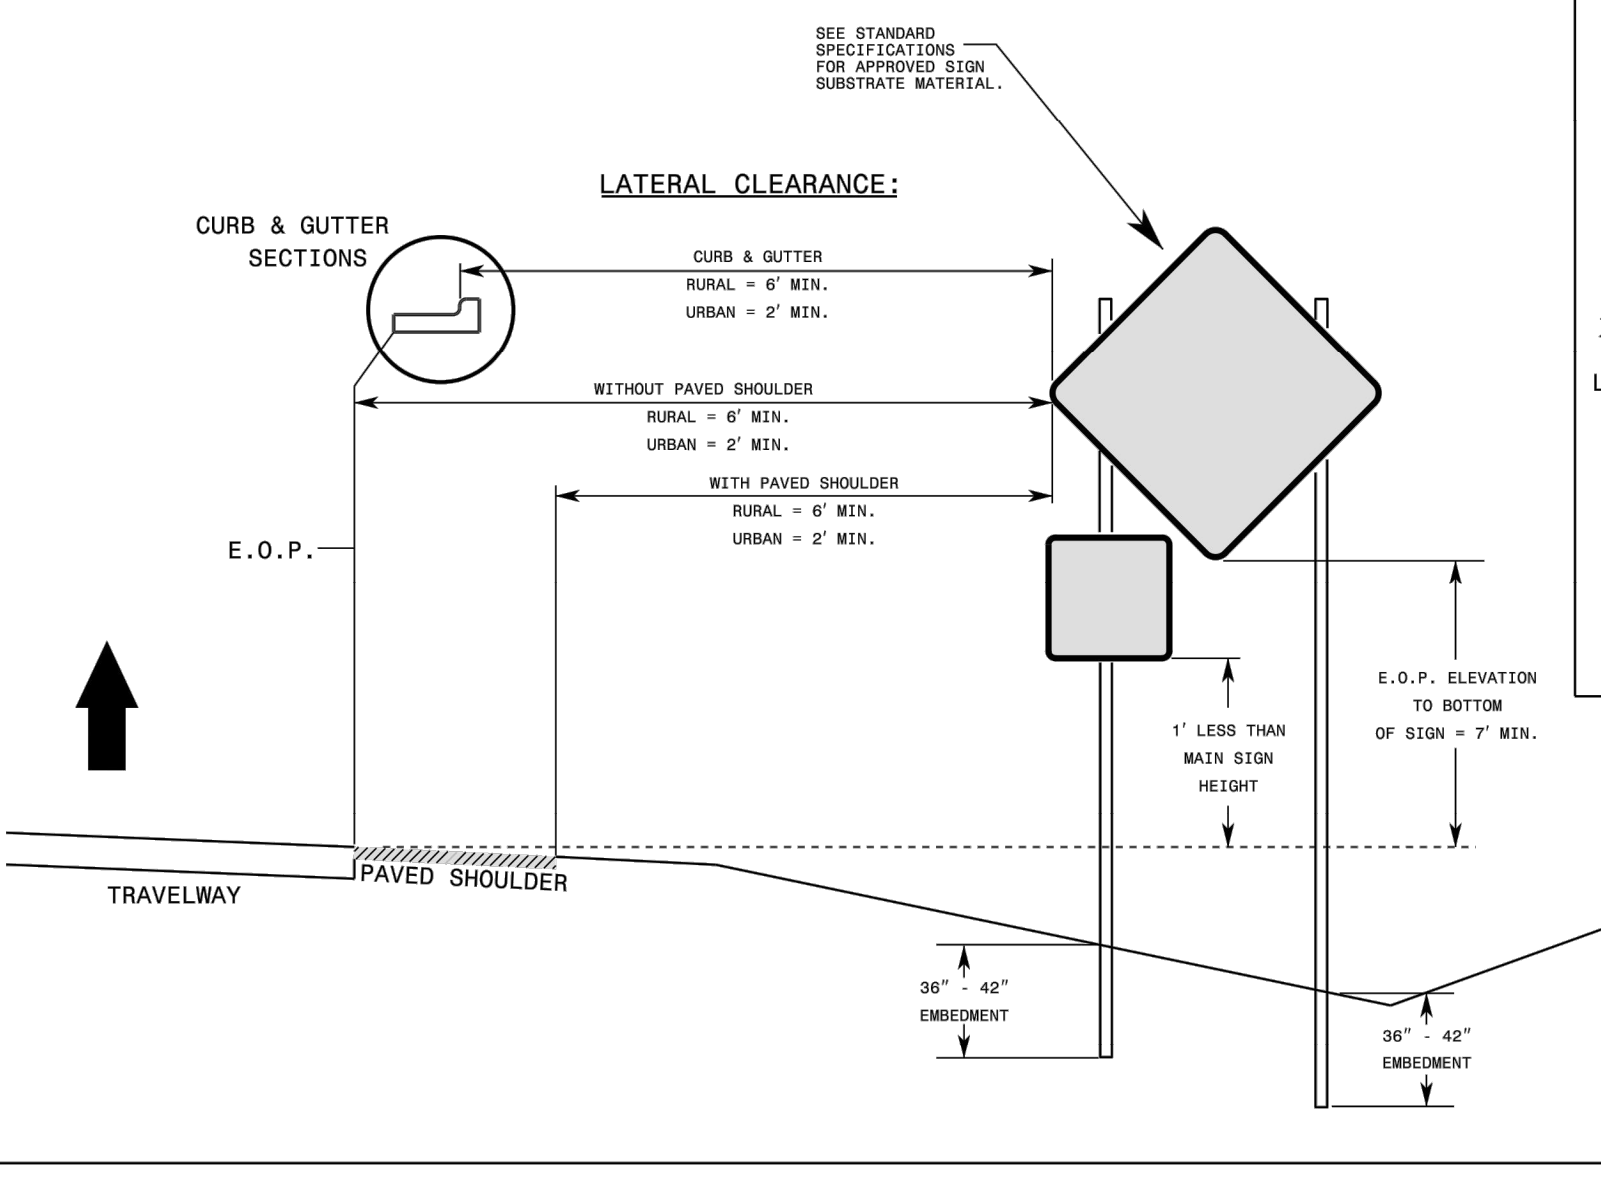 SEE STANDARD
SPECIFICATIONS
FOR APPROVED SIGN
SUBSTRATE MATERIAL.
LATERAL CLEARANCE:
CURB & GUTTER
SECTIONS
CURB & GUTTER
RURAL = 6' MIN.
URBAN = 2' MIN.
WITHOUT PAVED SHOULDER
RURAL = 6' MIN.
URBAN = 2' MIN.
WITH PAVED SHOULDER
RURAL = 6' MIN.
URBAN = 2' MIN.
E.O.P.
E.O.P. ELEVATION
TO BOTTOM
OF SIGN = 7' MIN.
1' LESS THAN
MAIN SIGN
HEIGHT
PAVED SHOULDER
TRAVELWAY
36" - 42"
EMBEDMENT
36" - 42"
EMBEDMENT